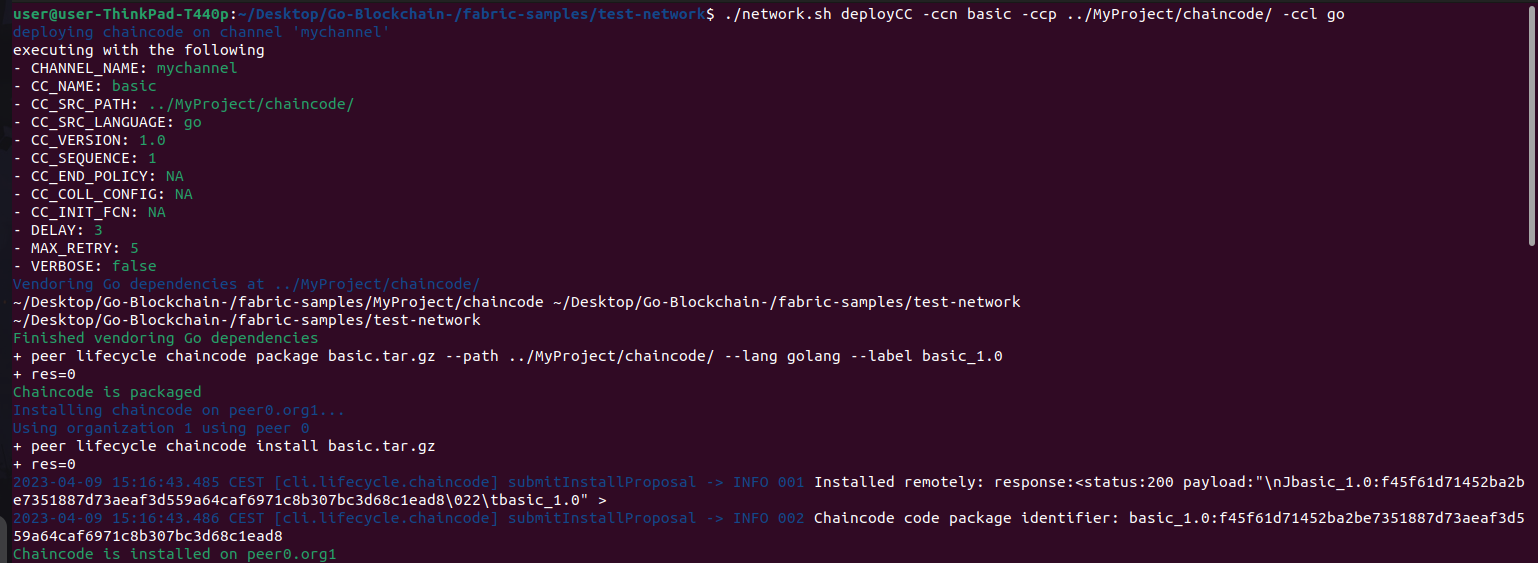 user@user-ThinkPad-T440p:~/Desktop/Go-Blockchain-/fabric-samples/test-network$ ./network.sh deployCC -ccn basic -ccp ../MyProject/chaincode/ -ccl go
deploying chaincode on channel 'mychannel'
executing with the following
- CHANNEL_NAME: mychannel
- CC_NAME: basic
- CC_SRC_PATH: ../MyProject/chaincode/
- CC_SRC_LANGUAGE: go
- CC_VERSION: 1.0
- CC_SEQUENCE: 1
- CC_END_POLICY: NA
- CC_COLL_CONFIG: NA
- CC_INIT_FCN: NA
- DELAY: 3
- MAX_RETRY: 5
- VERBOSE: false
Vendoring Go dependencies at ../MyProject/chaincode/
~/Desktop/Go-Blockchain-/fabric-samples/MyProject/chaincode ~/Desktop/Go-Blockchain-/fabric-samples/test-network
~/Desktop/Go-Blockchain-/fabric-samples/test-network
Finished vendoring Go dependencies
+ peer lifecycle chaincode package basic.tar.gz --path ../MyProject/chaincode/ --lang golang --label basic_1.0
+ res=0
Chaincode is packaged
Installing chaincode on peer0.org1...
Using organization 1 using peer 0
+ peer lifecycle chaincode install basic.tar.gz
+ res=0
2023-04-09 15:16:43.485 CEST [cli.lifecycle.chaincode] submitInstallProposal -> INFO 001 Installed remotely: response:<status:200 payload:"\nJbasic_1.0:f45f61d71452ba2b
e7351887d73aeaf3d559a64caf6971c8b307bc3d68c1ead8\022\tbasic_1.0" >
2023-04-09 15:16:43.486 CEST [cli.lifecycle.chaincode] submitInstallProposal -> INFO 002 Chaincode code package identifier: basic_1.0:f45f61d71452ba2be7351887d73aeaf3d5
59a64caf6971c8b307bc3d68c1ead8
Chaincode is installed on peer0.org1